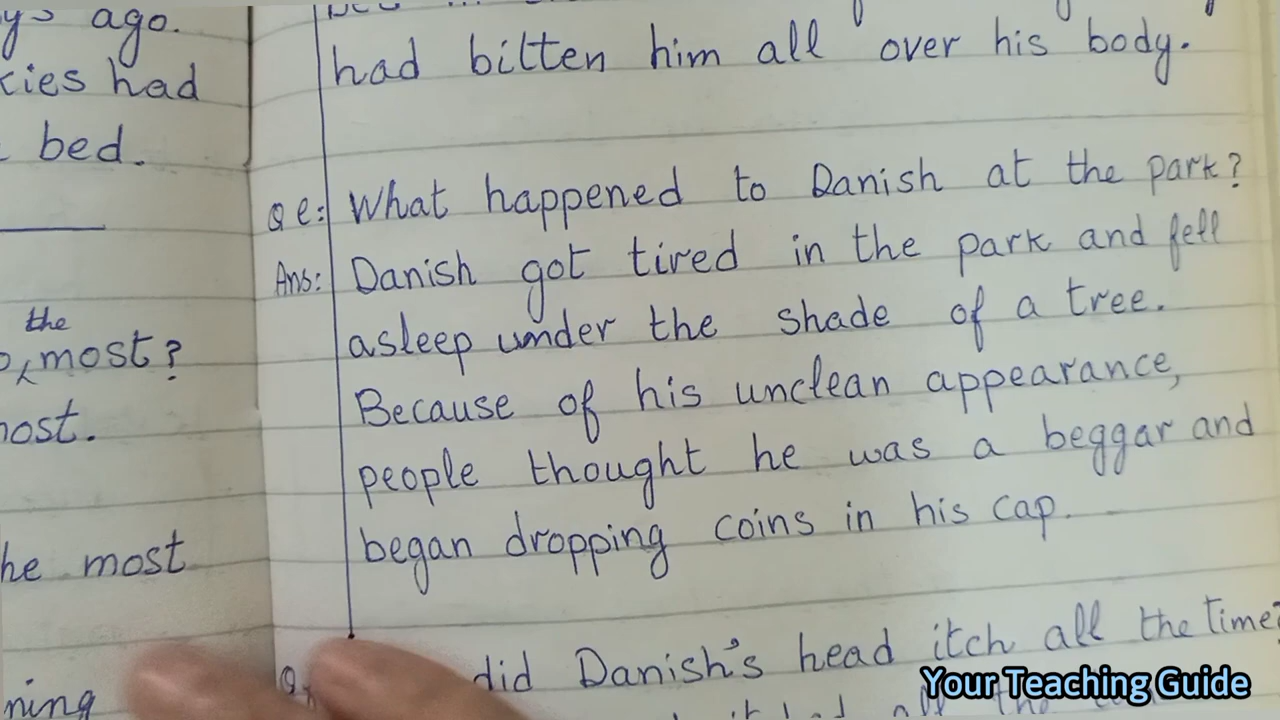 ys ago.
kies had
bed.
the
most?
most.
he most
ning
had bitten him all over his body.
Q e: What happened to Danish at the park?
Ans: Danish got tired in the park and fell
asleep under the shade of a tree.
Because of his unclean appearance,
people thought he was a beggar and
began dropping coins in his cap.
did Danish's head itch all the time?
Your Teaching Guide